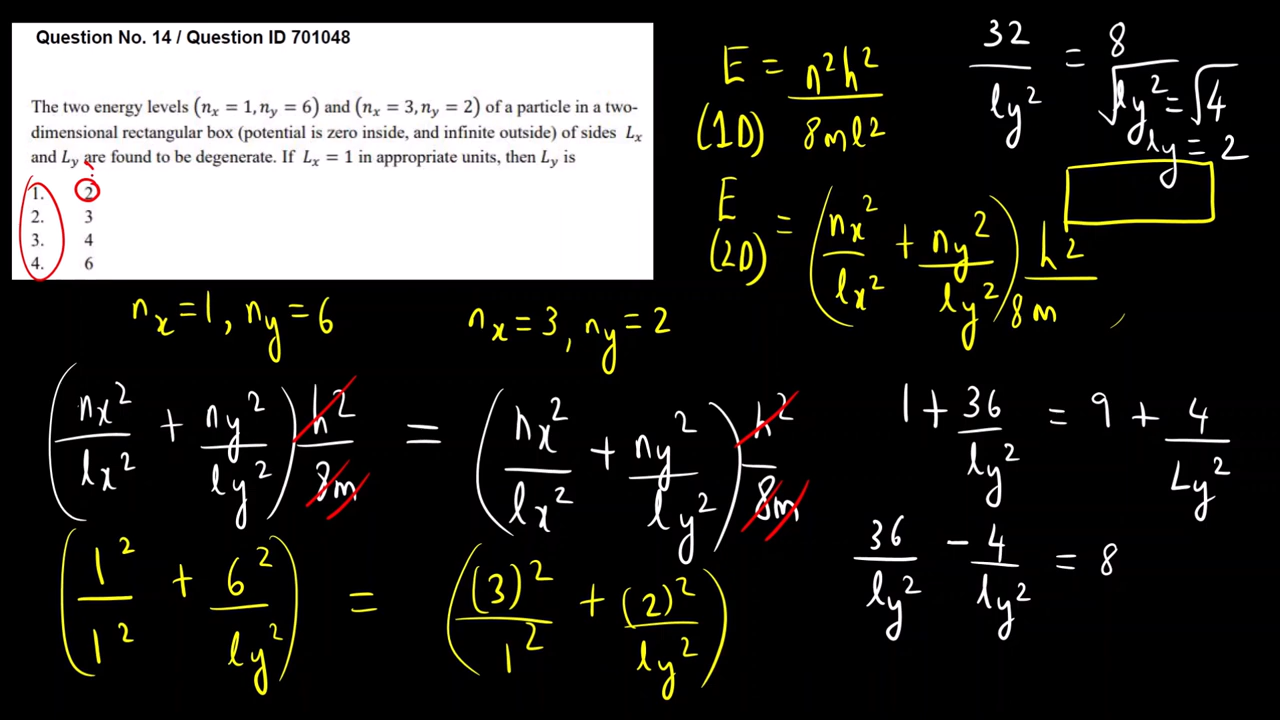 Question No. 14 / Question ID 701048
The two energy levels (nₓ = 1, n_y = 6) and (nₓ = 3, n_y = 2) of a particle in a two-
dimensional rectangular box (potential is zero inside, and infinite outside) of sides Lₓ
and L_y are found to be degenerate. If Lₓ = 1 in appropriate units, then L_y is
?
1. 2
2. 3
3. 4
4. 6
E = n²h² / 8ml²
(1D)
E = (nx²/lx² + ny²/ly²) h²/8m
(2D)
32/ly² = 8
√ly² = √4
ly = 2
nx = 1, ny = 6
nx = 3, ny = 2
(nx²/lx² + ny²/ly²) h²/8m = (nx²/lx² + ny²/ly²) h²/8m
(1²/1² + 6²/ly²) = ((3)²/1² + (2)²/ly²)
1 + 36/ly² = 9 + 4/Ly²
36/ly² - 4/ly² = 8